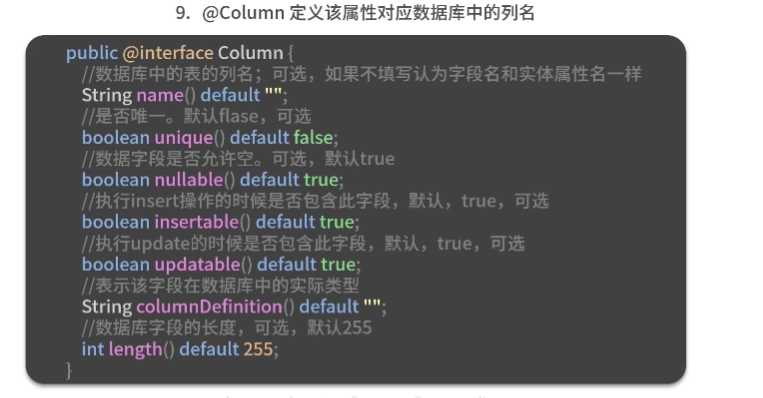 9. @Column 定义该属性对应数据库中的列名
public @interface Column {
//数据库中的表的列名；可选，如果不填写认为字段名和实体属性名一样
String name() default "";
//是否唯一。默认flase，可选
boolean unique() default false;
//数据字段是否允许空。可选，默认true
boolean nullable() default true;
//执行insert操作的时候是否包含此字段，默认，true，可选
boolean insertable() default true;
//执行update的时候是否包含此字段，默认，true，可选
boolean updatable() default true;
//表示该字段在数据库中的实际类型
String columnDefinition() default "";
//数据库字段的长度，可选，默认255
int length() default 255;
}